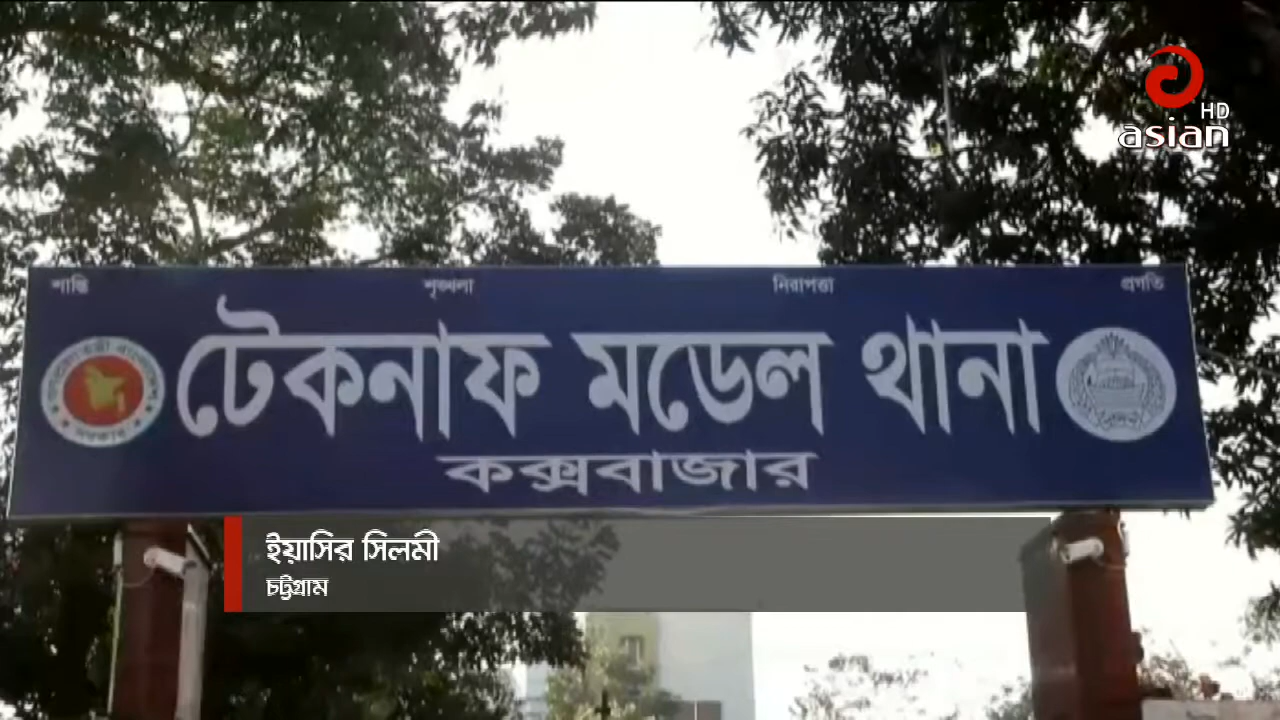 HD
asian
শান্তি শৃঙ্খলা নিরাপত্তা প্রগতি
টেকনাফ মডেল থানা
কক্সবাজার
ইয়াসির সিলমী
চট্টগ্রাম